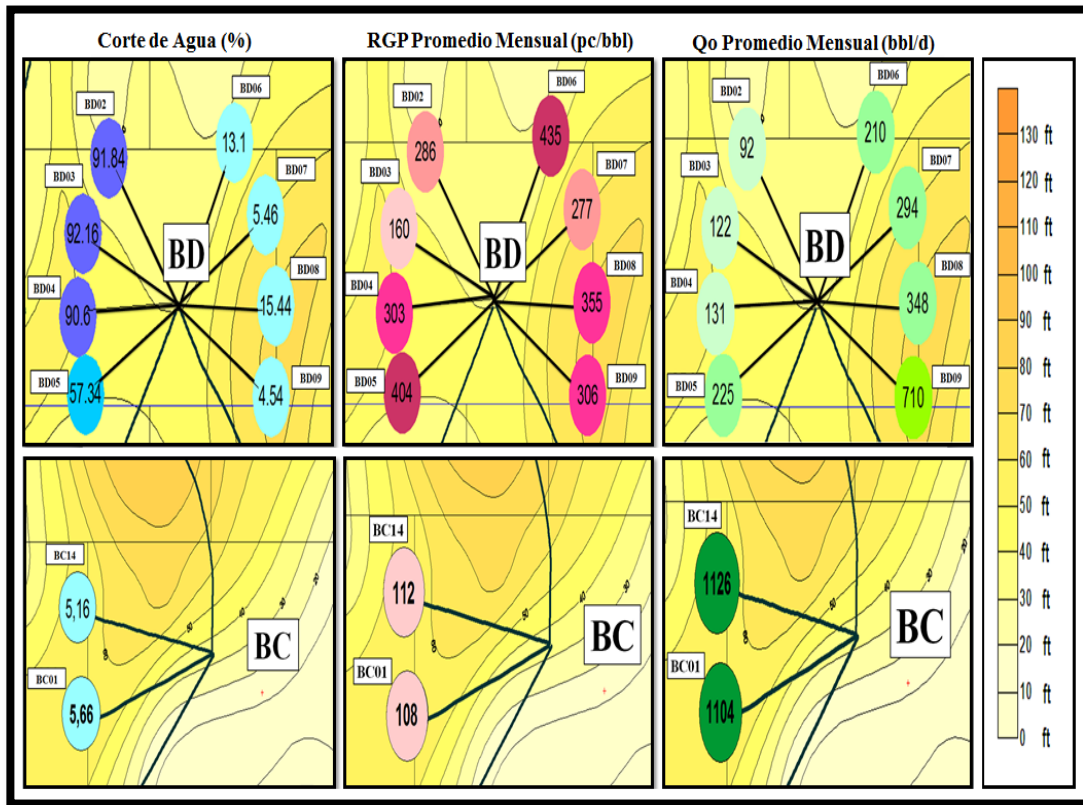 Corte de Agua (%)
RGP Promedio Mensual (pc/bbl)
Qo Promedio Mensual (bbl/d)
BD02
BD06
91.84
13.1
BD03
BD07
92.16
5.46
BD
BD04
BD08
90.6
15.44
BD05
BD09
57.34
4.54
BD02
BD06
286
435
BD03
BD07
160
277
BD
BD04
BD08
303
355
BD05
BD09
404
306
BD02
BD06
92
210
BD03
BD07
122
294
BD
BD04
BD08
131
348
BD05
BD09
225
710
BC14
5,16
BC
BC01
5,66
BC14
112
BC
BC01
108
BC14
1126
BC
BC01
1104
130 ft
120 ft
110 ft
100 ft
90 ft
80 ft
70 ft
60 ft
50 ft
40 ft
30 ft
20 ft
10 ft
0 ft